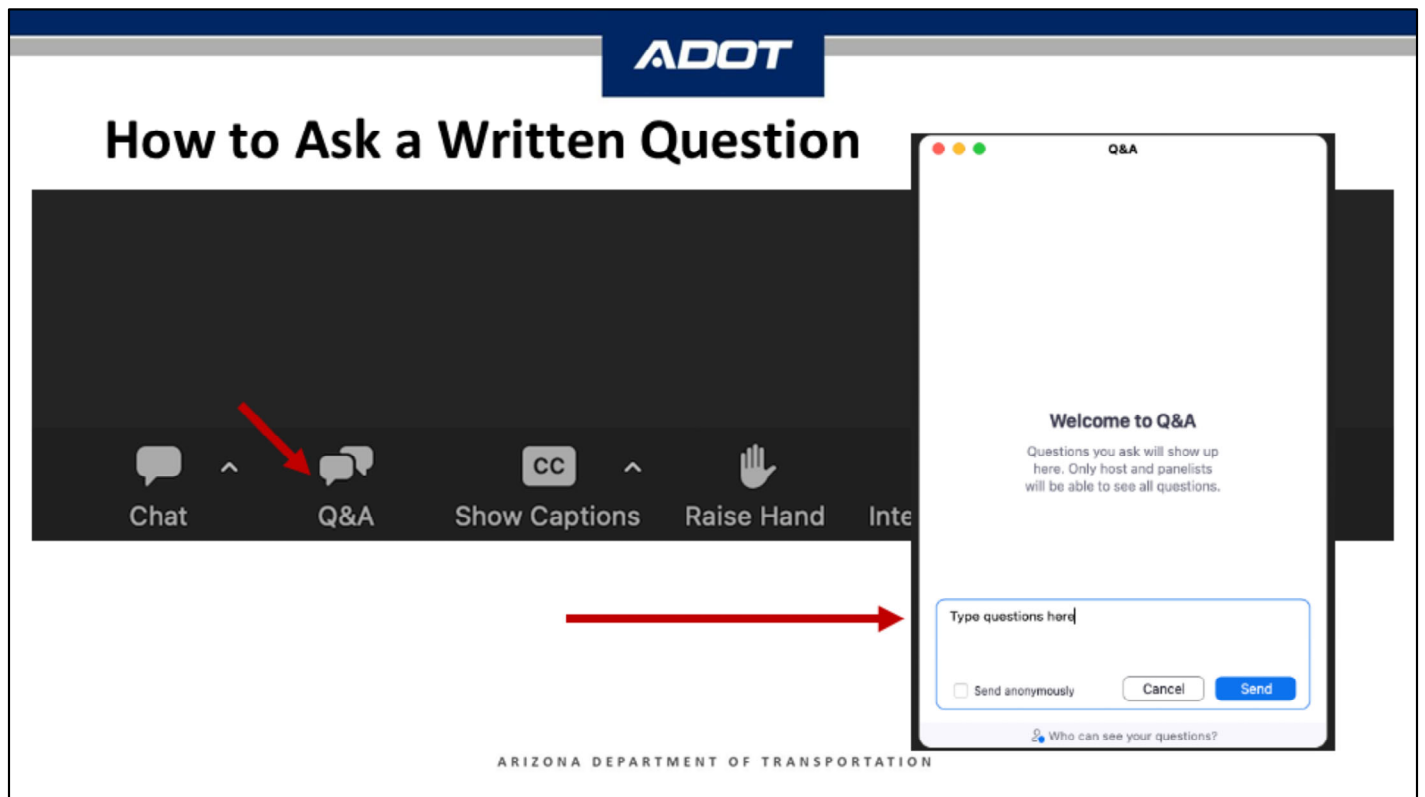 ADOT
How to Ask a Written Question
Chat
Q&A
CC
Show Captions
Raise Hand
Inte
Q&A
Welcome to Q&A
Questions you ask will show up
here. Only host and panelists
will be able to see all questions.
Type questions here
Send anonymously
Cancel
Send
Who can see your questions?
ARIZONA DEPARTMENT OF TRANSPORTATION